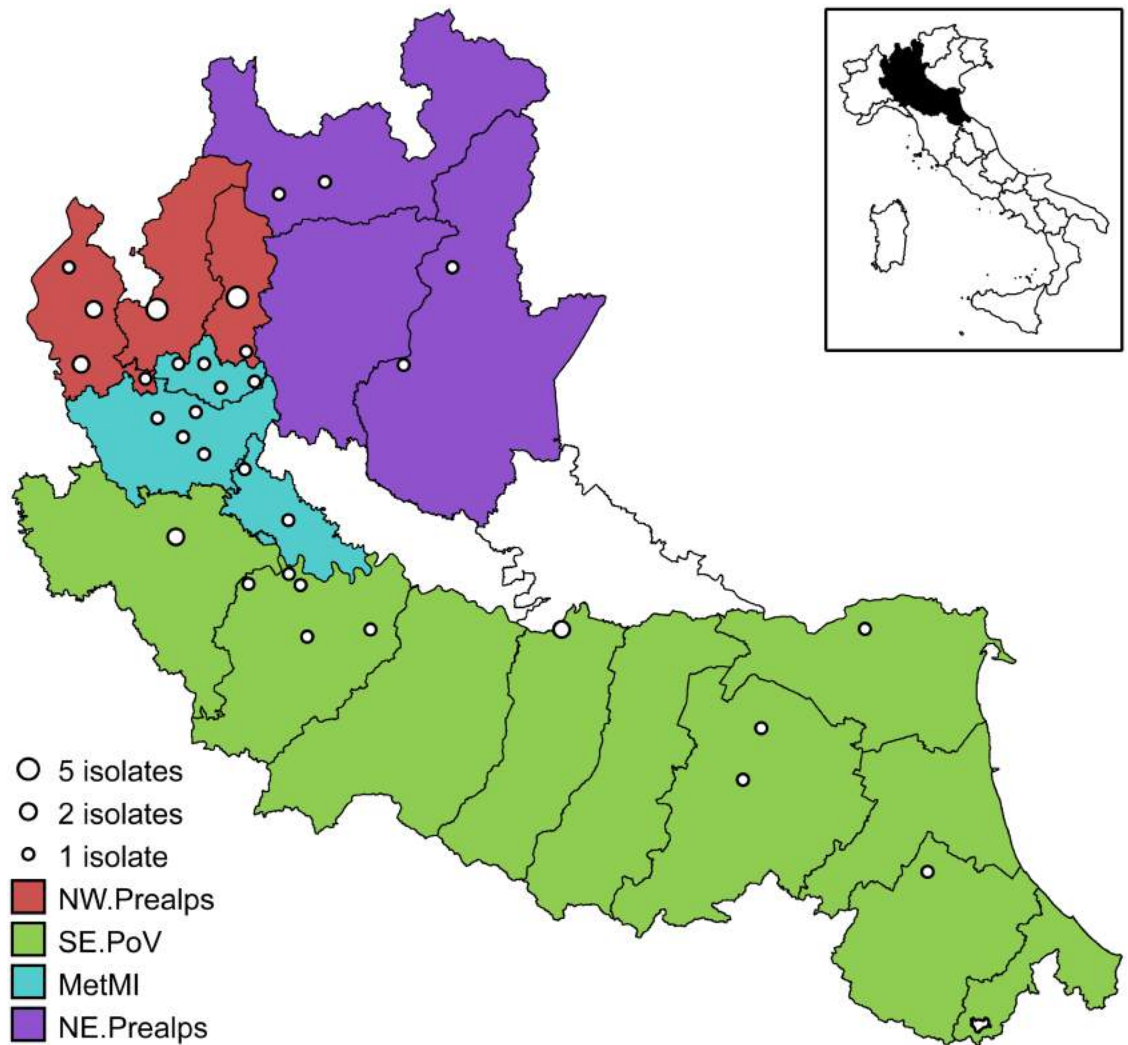 5 isolates
2 isolates
1 isolate
NW.Prealps
SE.PoV
MetMI
NE.Prealps